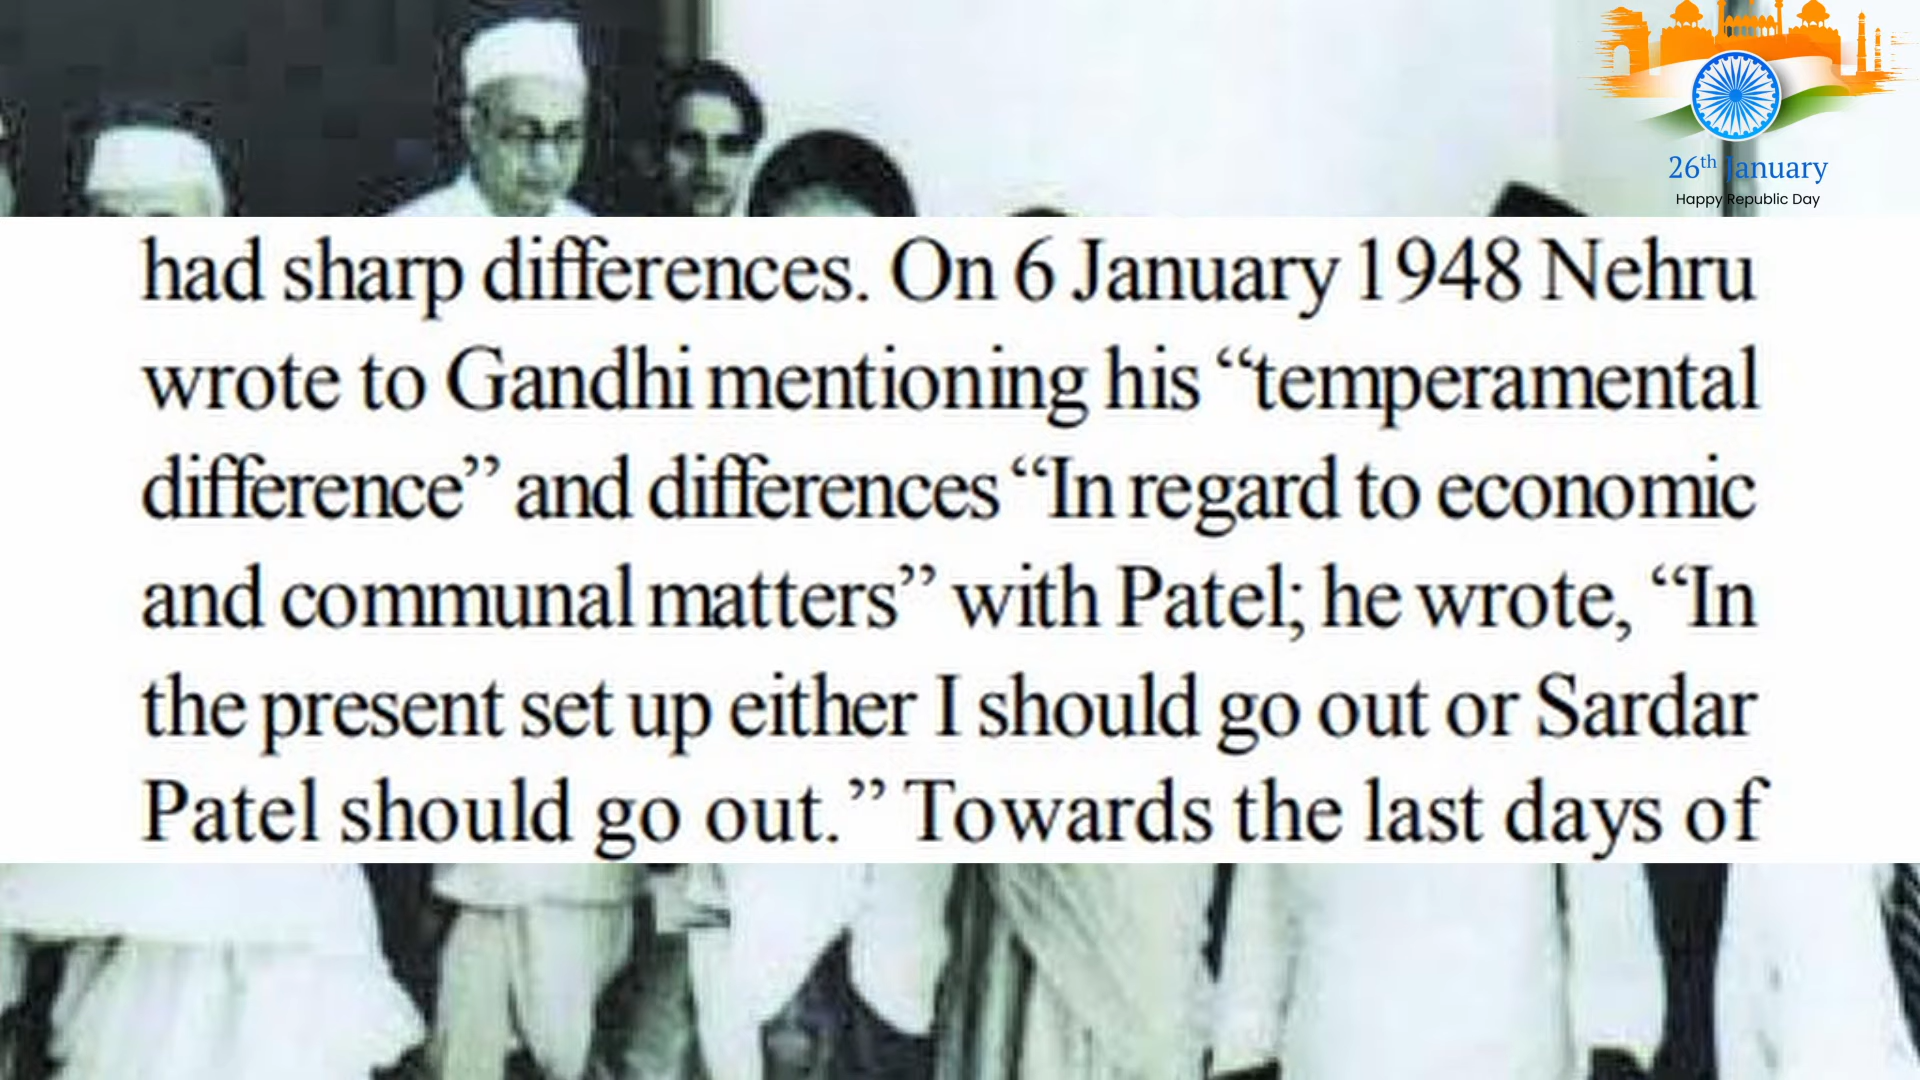 26th January
Happy Republic Day
had sharp differences. On 6 January 1948 Nehru
wrote to Gandhi mentioning his “temperamental
difference” and differences “In regard to economic
and communal matters” with Patel; he wrote, “In
the present set up either I should go out or Sardar
Patel should go out.” Towards the last days of